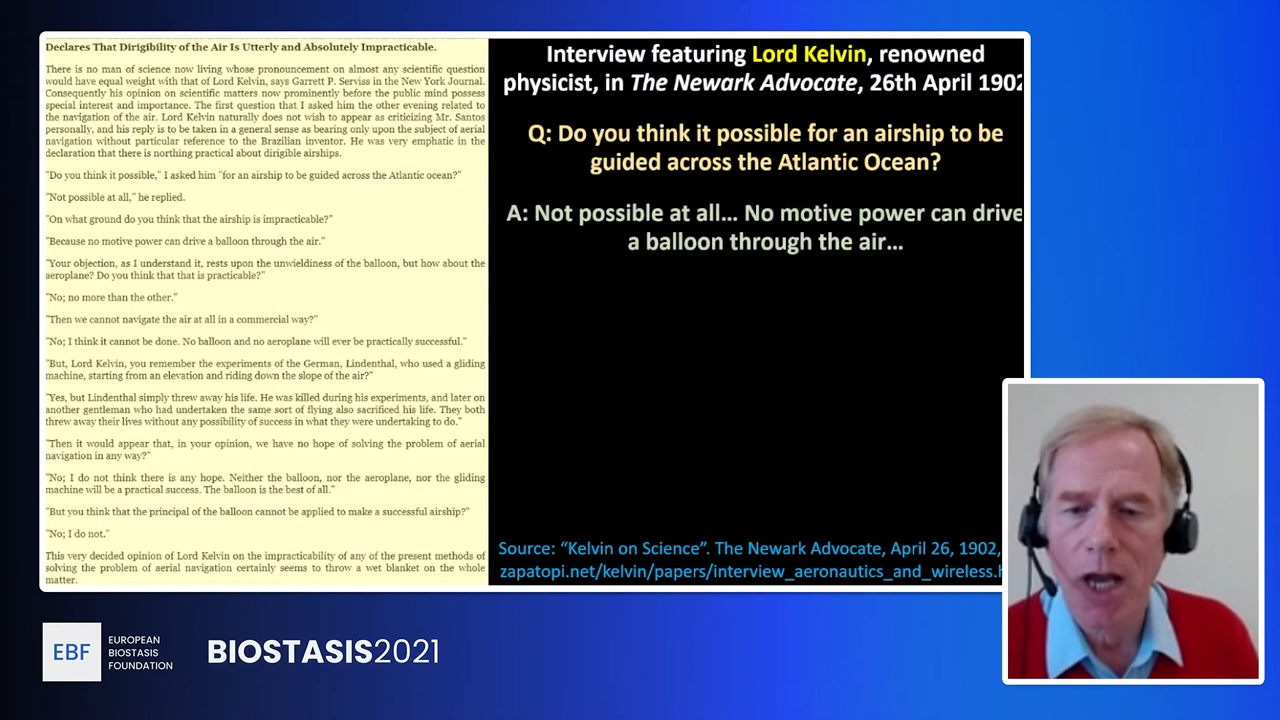 Declares That Dirigibility of the Air Is Utterly and Absolutely Impracticable.
There is no man of science now living whose pronouncement on almost any scientific question
would have equal weight with that of Lord Kelvin, says Garrett P. Serviss in the New York Journal.
Consequently his opinion on scientific matters now prominently before the public mind possess
special interest and importance. The first question that I asked him the other evening related to
the navigation of the air. Lord Kelvin naturally does not wish to appear as criticizing Mr. Santos
personally, and his reply is to be taken in a general sense as bearing only upon the subject of aerial
navigation without particular reference to the Brazilian inventor. He was very emphatic in the
declaration that there is northing practical about dirigible airships.
"Do you think it possible," I asked him "for an airship to be guided across the Atlantic ocean?"
"Not possible at all," he replied.
"On what ground do you think that the airship is impracticable?"
"Because no motive power can drive a balloon through the air."
"Your objection, as I understand it, rests upon the unwieldiness of the balloon, but how about the
aeroplane? Do you think that that is practicable?"
"No; no more than the other."
"Then we cannot navigate the air at all in a commercial way?"
"No; I think it cannot be done. No balloon and no aeroplane will ever be practically successful."
"But, Lord Kelvin, you remember the experiments of the German, Lindenthal, who used a gliding
machine, starting from an elevation and riding down the slope of the air?"
"Yes, but Lindenthal simply threw away his life. He was killed during his experiments, and later on
another gentleman who had undertaken the same sort of flying also sacrificed his life. They both
threw away their lives without any possibility of success in what they were undertaking to do."
"Then it would appear that, in your opinion, we have no hope of solving the problem of aerial
navigation in any way?"
"No; I do not think there is any hope. Neither the balloon, nor the aeroplane, nor the gliding
machine will be a practical success. The balloon is the best of all."
"But you think that the principal of the balloon cannot be applied to make a successful airship?"
"No; I do not."
This very decided opinion of Lord Kelvin on the impracticability of any of the present methods of
solving the problem of aerial navigation certainly seems to throw a wet blanket on the whole
matter.
Interview featuring Lord Kelvin, renowned
physicist, in The Newark Advocate, 26th April 1902
Q: Do you think it possible for an airship to be
guided across the Atlantic Ocean?
A: Not possible at all… No motive power can drive
a balloon through the air…
Source: “Kelvin on Science”. The Newark Advocate, April 26, 1902,
zapatopi.net/kelvin/papers/interview_aeronautics_and_wireless.h
EBF
EUROPEAN
BIOSTASIS
FOUNDATION
BIOSTASIS2021